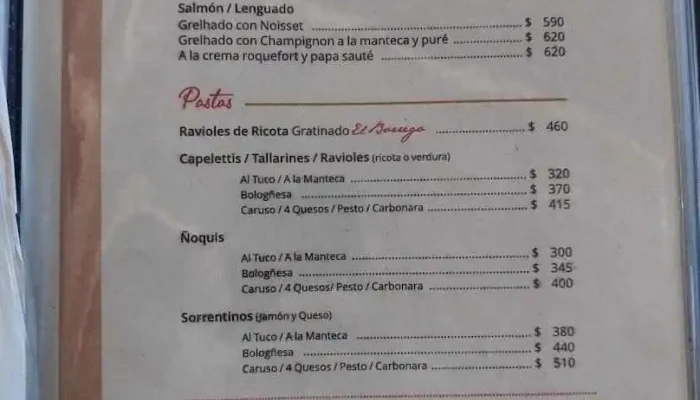 Salmón / Lenguado
Grelhado con Noisset ........ $ 590
Grelhado con Champignon a la manteca y puré ........ $ 620
A la crema roquefort y papa sauté ........ $ 620
Pastas
Ravioles de Ricota Gratinado El Borrego ........ $ 460
Capelettis / Tallarines / Ravioles (ricota o verdura)
Al Tuco / A la Manteca ........ $ 320
Bologñesa ........ $ 370
Caruso / 4 Quesos / Pesto / Carbonara ........ $ 415
Ñoquis
Al Tuco / A la Manteca ........ $ 300
Bologñesa ........ $ 345
Caruso / 4 Quesos/ Pesto / Carbonara ........ $ 400
Sorrentinos (Jamón y Queso)
Al Tuco / A la Manteca ........ $ 380
Bologñesa ........ $ 440
Caruso / 4 Quesos / Pesto / Carbonara ........ $ 510